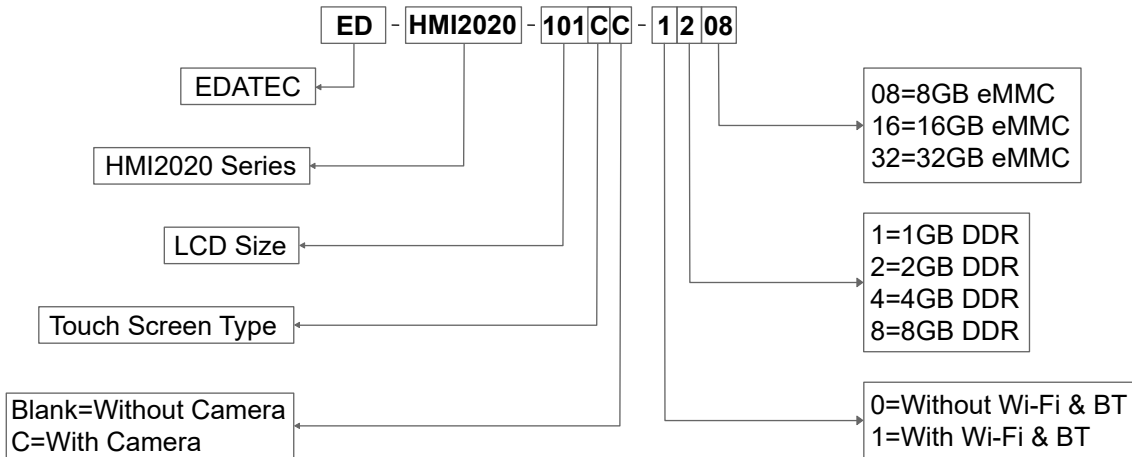 ED - HMI2020 - 101 C C - 1 2 08
EDATEC
HMI2020 Series
LCD Size
Touch Screen Type
Blank=Without Camera
C=With Camera
08=8GB eMMC
16=16GB eMMC
32=32GB eMMC
1=1GB DDR
2=2GB DDR
4=4GB DDR
8=8GB DDR
0=Without Wi-Fi & BT
1=With Wi-Fi & BT